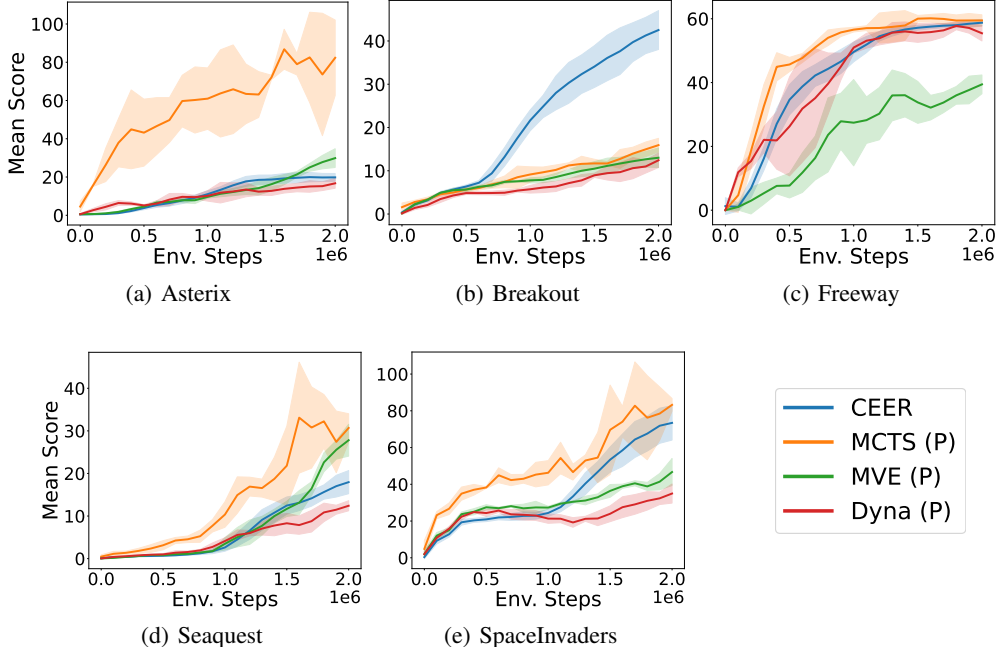 100
80
60
40
20
0
Mean Score
0.0 0.5 1.0 1.5 2.0
Env. Steps 1e6
(a) Asterix
40
30
20
10
0
0.0 0.5 1.0 1.5 2.0
Env. Steps 1e6
(b) Breakout
60
40
20
0
0.0 0.5 1.0 1.5 2.0
Env. Steps 1e6
(c) Freeway
40
30
20
10
0
Mean Score
0.0 0.5 1.0 1.5 2.0
Env. Steps 1e6
(d) Seaquest
100
80
60
40
20
0
0.0 0.5 1.0 1.5 2.0
Env. Steps 1e6
(e) SpaceInvaders
CEER
MCTS (P)
MVE (P)
Dyna (P)